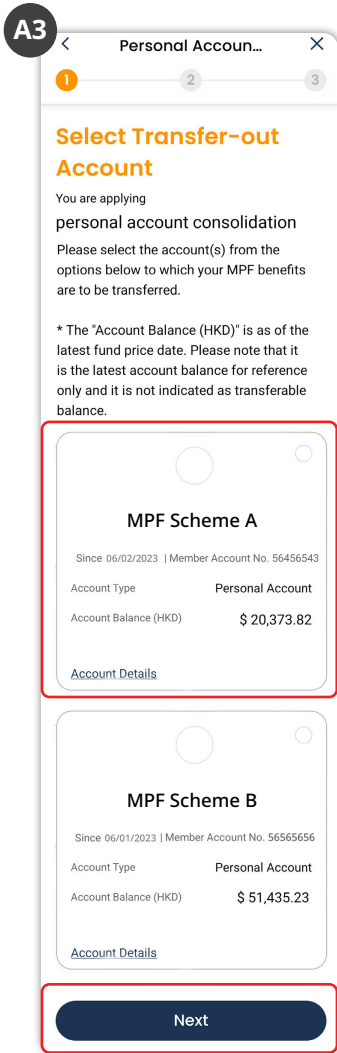 A3
Personal Accoun...
1 2 3
Select Transfer-out
Account
You are applying
personal account consolidation
Please select the account(s) from the
options below to which your MPF benefits
are to be transferred.
* The "Account Balance (HKD)" is as of the
latest fund price date. Please note that it
is the latest account balance for reference
only and it is not indicated as transferable
balance.
MPF Scheme A
Since 06/02/2023 | Member Account No. 56456543
Account Type Personal Account
Account Balance (HKD) $ 20,373.82
Account Details
MPF Scheme B
Since 06/01/2023 | Member Account No. 56565656
Account Type Personal Account
Account Balance (HKD) $ 51,435.23
Account Details
Next